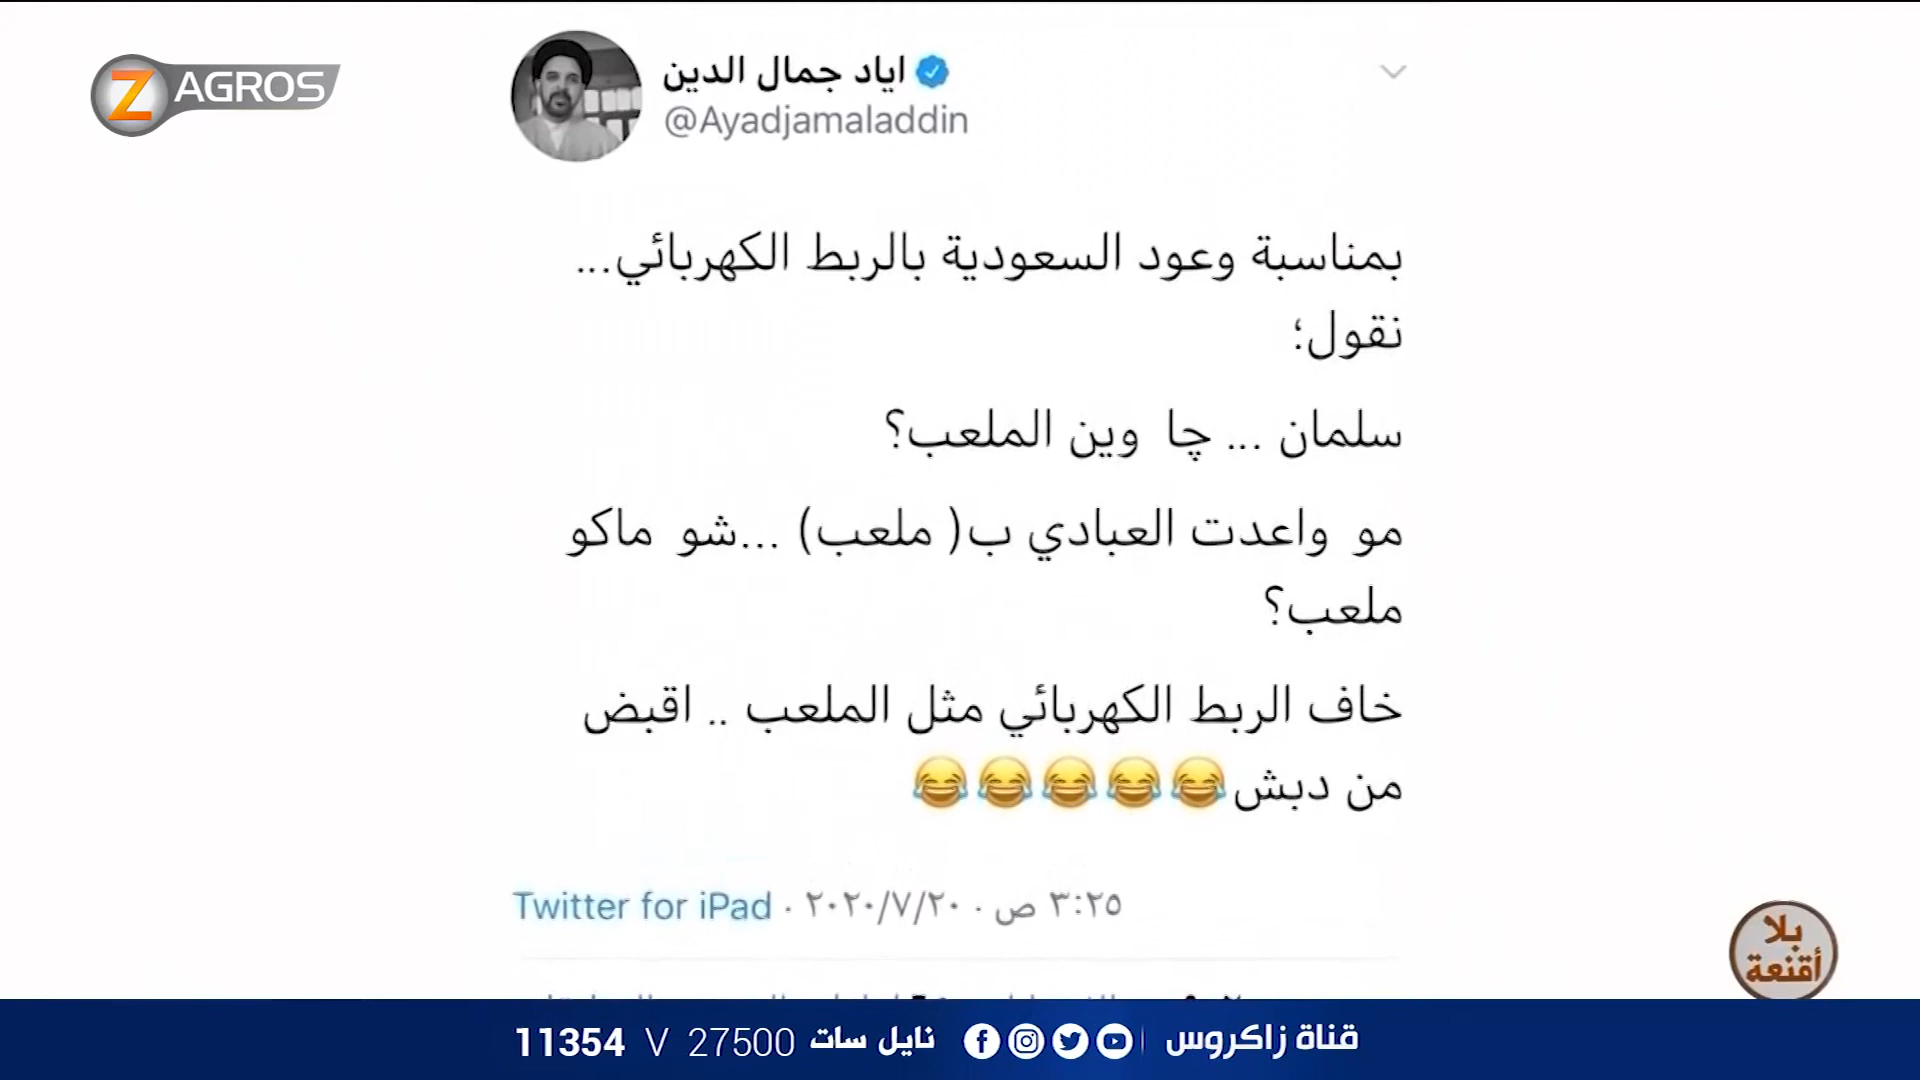 ZAGROS
اياد جمال الدين
@Ayadjamaladdin
بمناسبة وعود السعودية بالربط الكهربائي...
نقول؛
سلمان ... چا وين الملعب؟
مو واعدت العبادي ب( ملعب) ...شو ماكو
ملعب؟
خاف الربط الكهربائي مثل الملعب .. اقبض
من دبش😂😂😂😂😂
٣:٢٥ ص · ٢٠٢٠/٧/٢٠ · Twitter for iPad
بلا
أقنعة
قناة زاكروس
نايل سات 27500 V 11354